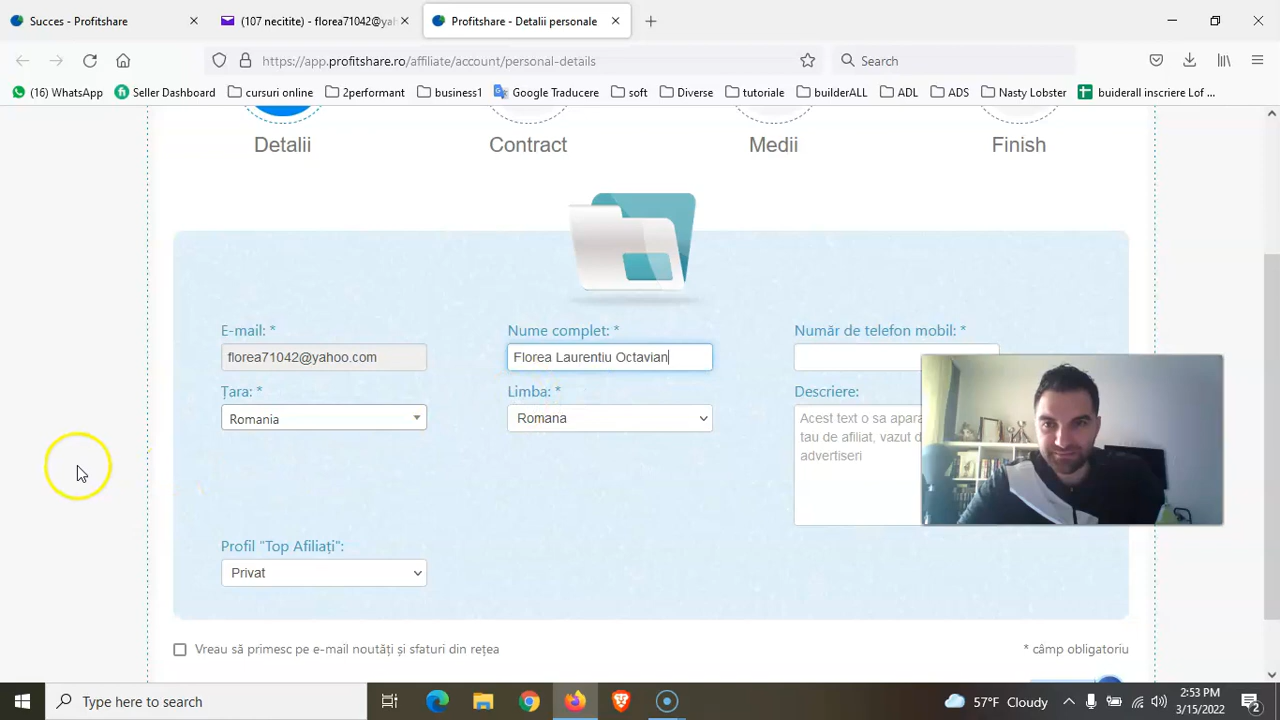 Succes - Profitshare
(107 necitite) - florea71042@ya
Profitshare - Detalii personale
https://app.profitshare.ro/affiliate/account/personal-details
Search
(16) WhatsApp
Seller Dashboard
cursuri online
2performant
business1
Google Traducere
soft
Diverse
tutoriale
builderALL
ADL
ADS
Nasty Lobster
buiderall inscriere Lof ...
Detalii
Contract
Medii
Finish
E-mail: *
Nume complet: *
Număr de telefon mobil: *
florea71042@yahoo.com
Florea Laurentiu Octavian
Țara: *
Limba: *
Descriere:
Romania
Romana
Acest text o sa apara
tau de afiliat, vazut d
advertiseri
Profil "Top Afiliați":
Privat
Vreau să primesc pe e-mail noutăți și sfaturi din rețea
* câmp obligatoriu
Type here to search
57°F Cloudy
2:53 PM
3/15/2022
2